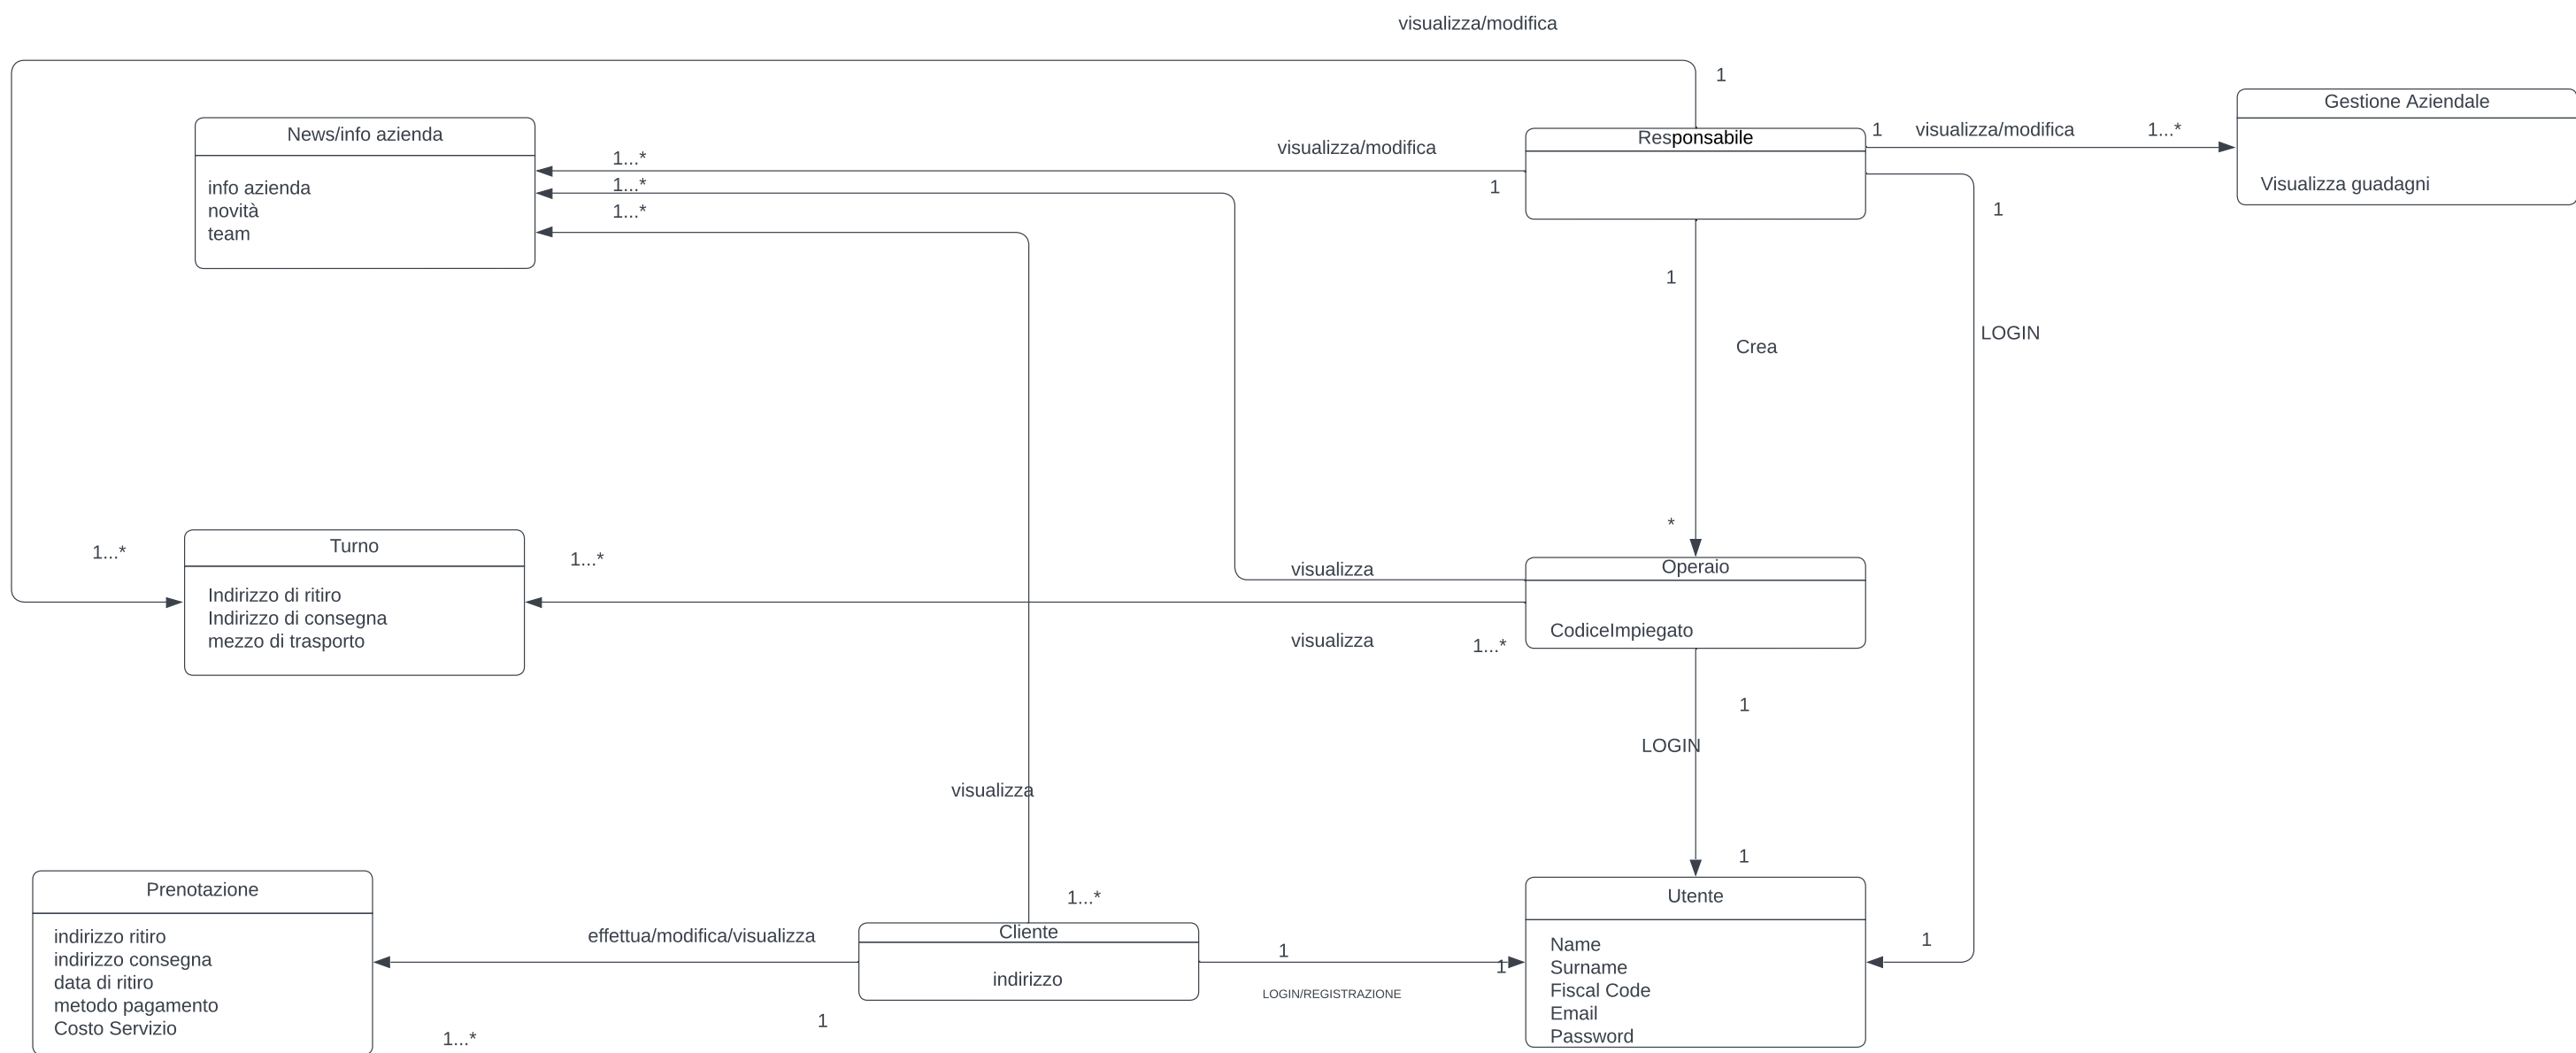 visualizza/modifica
1
Gestione Aziendale
Visualizza guadagni
1
visualizza/modifica
1...*
Responsabile
visualizza/modifica
1
News/info azienda
info azienda
novità
team
1...*
1...*
1...*
1
1
Crea
LOGIN
*
Turno
Indirizzo di ritiro
Indirizzo di consegna
mezzo di trasporto
1...*
1...*
visualizza
Operaio
CodiceImpiegato
visualizza
1...*
1
LOGIN
1
visualizza
1...*
Prenotazione
indirizzo ritiro
indirizzo consegna
data di ritiro
metodo pagamento
Costo Servizio
effettua/modifica/visualizza
1...*
1
Cliente
indirizzo
1
1
LOGIN/REGISTRAZIONE
Utente
Name
Surname
Fiscal Code
Email
Password
1